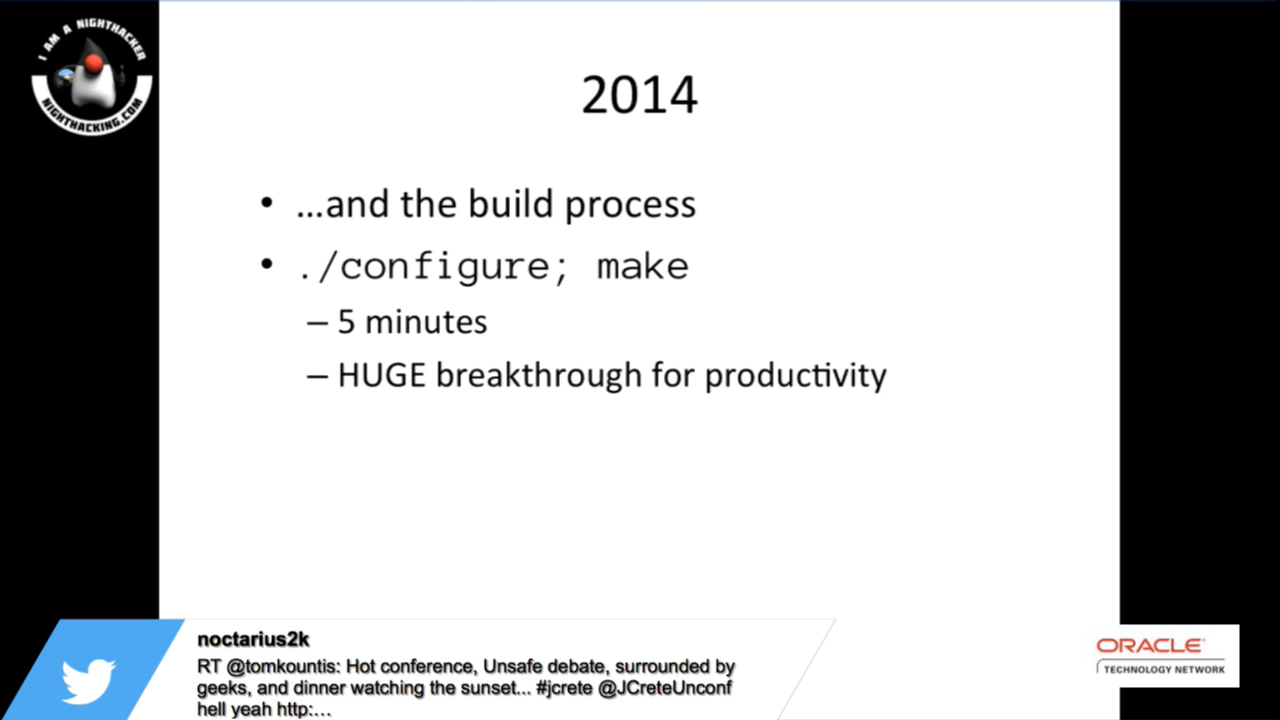 I AM A NIGHTHACKER
NIGHTHACKING.COM
2014
• …and the build process
• ./configure; make
– 5 minutes
– HUGE breakthrough for productivity
noctarius2k
RT @tomkountis: Hot conference, Unsafe debate, surrounded by
geeks, and dinner watching the sunset... #jcrete @JCreteUnconf
hell yeah http:…
ORACLE
TECHNOLOGY NETWORK